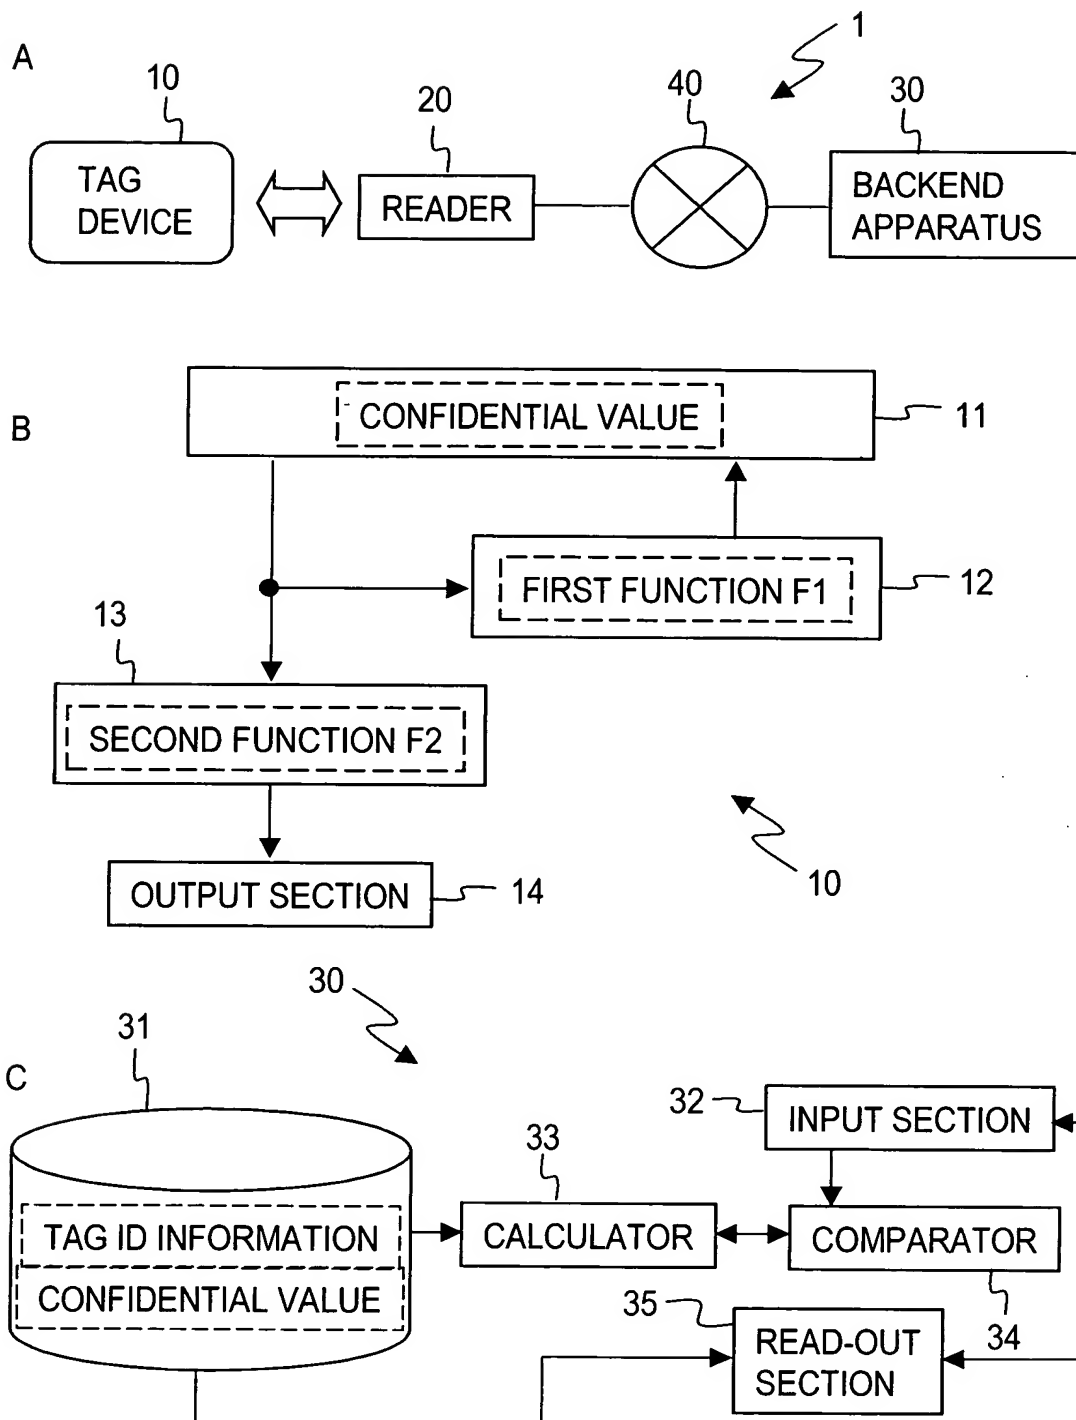 A
1
10
20
40
30
TAG
DEVICE
READER
BACKEND
APPARATUS
B
CONFIDENTIAL VALUE
11
FIRST FUNCTION F1
12
13
SECOND FUNCTION F2
OUTPUT SECTION
14
10
30
C
31
32
INPUT SECTION
33
TAG ID INFORMATION
CALCULATOR
COMPARATOR
CONFIDENTIAL VALUE
35
READ-OUT
SECTION
34